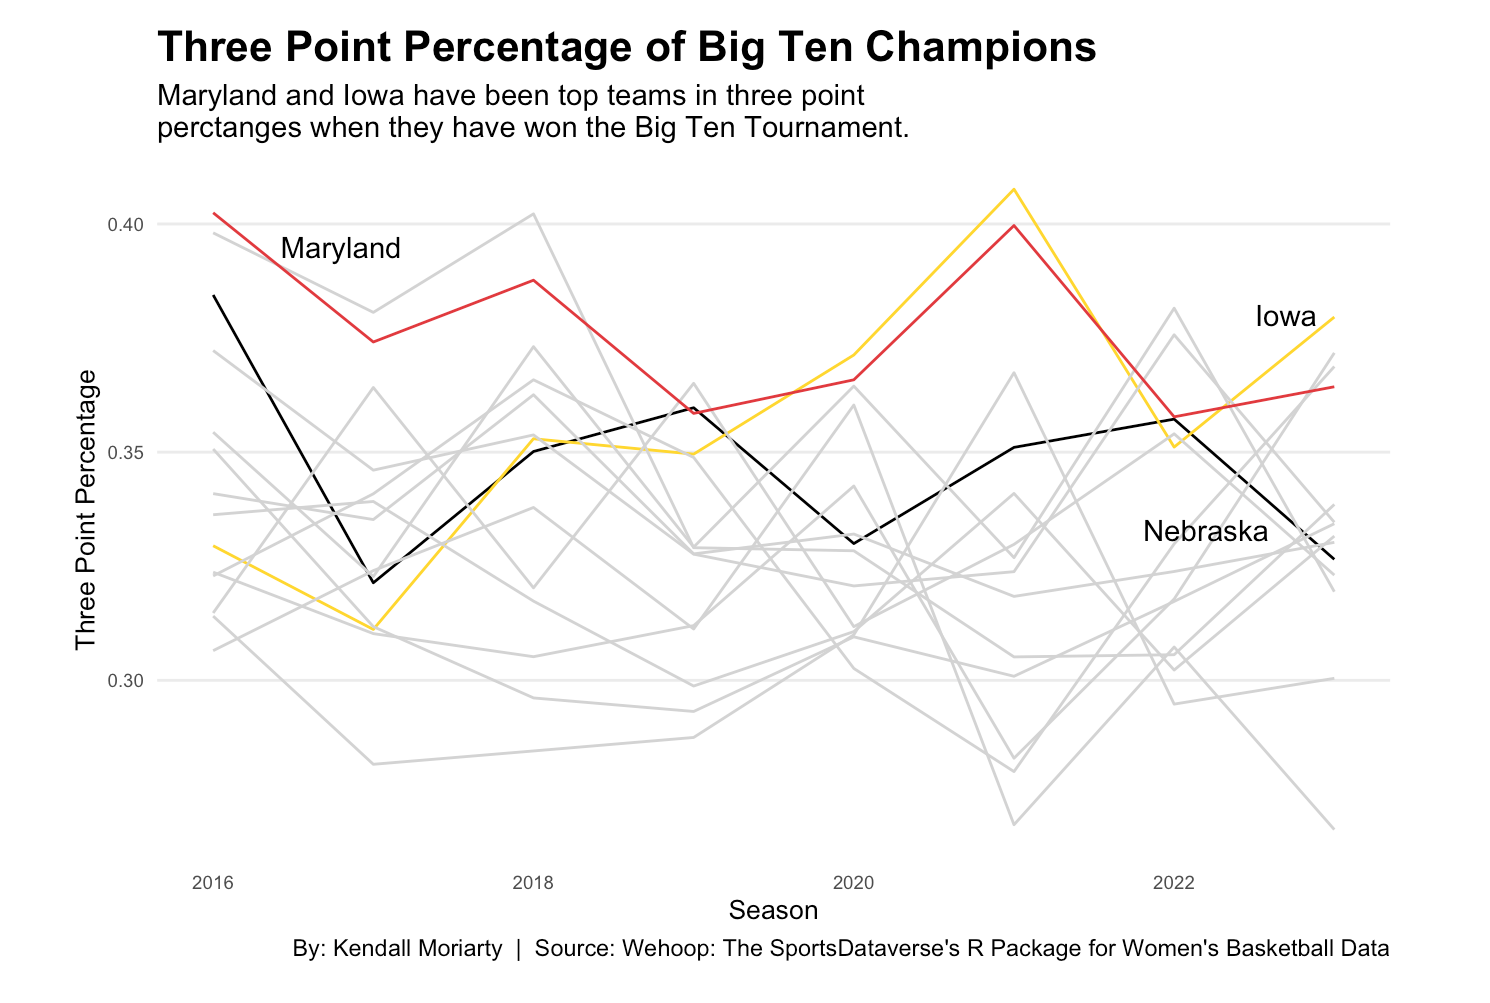 Three Point Percentage of Big Ten Champions
Maryland and Iowa have been top teams in three point
perctanges when they have won the Big Ten Tournament.
0.40
Maryland
Iowa
0.35
Nebraska
0.30
Three Point Percentage
2016
2018
2020
2022
Season
By: Kendall Moriarty | Source: Wehoop: The SportsDataverse's R Package for Women's Basketball Data